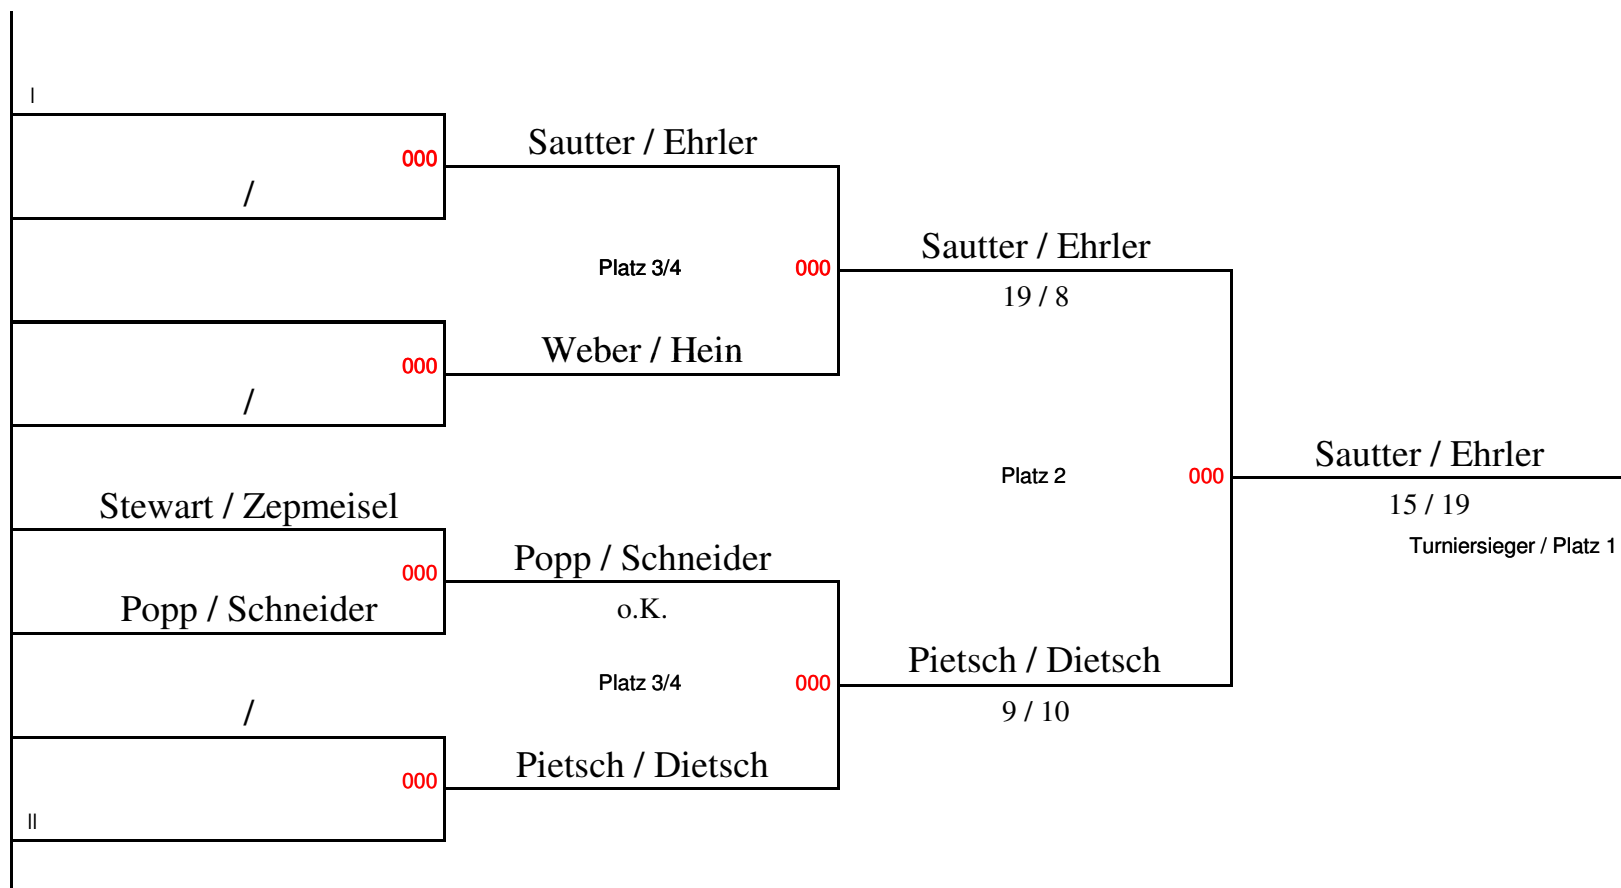 I
000
/
Sautter / Ehrler
Platz 3/4
000
Sautter / Ehrler
19 / 8
000
/
Weber / Hein
Platz 2
000
Sautter / Ehrler
15 / 19
Turniersieger / Platz 1
Stewart / Zepmeisel
000
Popp / Schneider
Popp / Schneider
o.K.
Platz 3/4
000
Pietsch / Dietsch
9 / 10
/
000
Pietsch / Dietsch
II